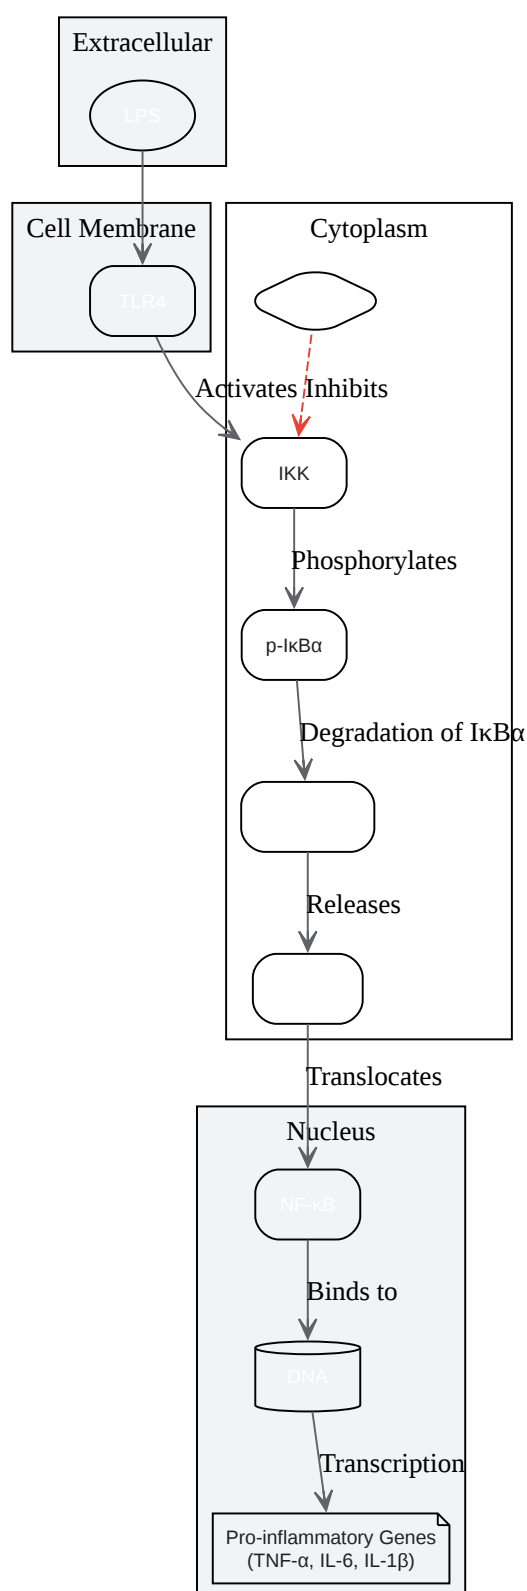 Extracellular
LPS
Cell Membrane
TLR4
Cytoplasm
Activates
Inhibits
IKK
Phosphorylates
p-IκBα
Degradation of IκBα
Releases
Translocates
Nucleus
NF-κB
Binds to
DNA
Transcription
Pro-inflammatory Genes
(TNF-α, IL-6, IL-1β)